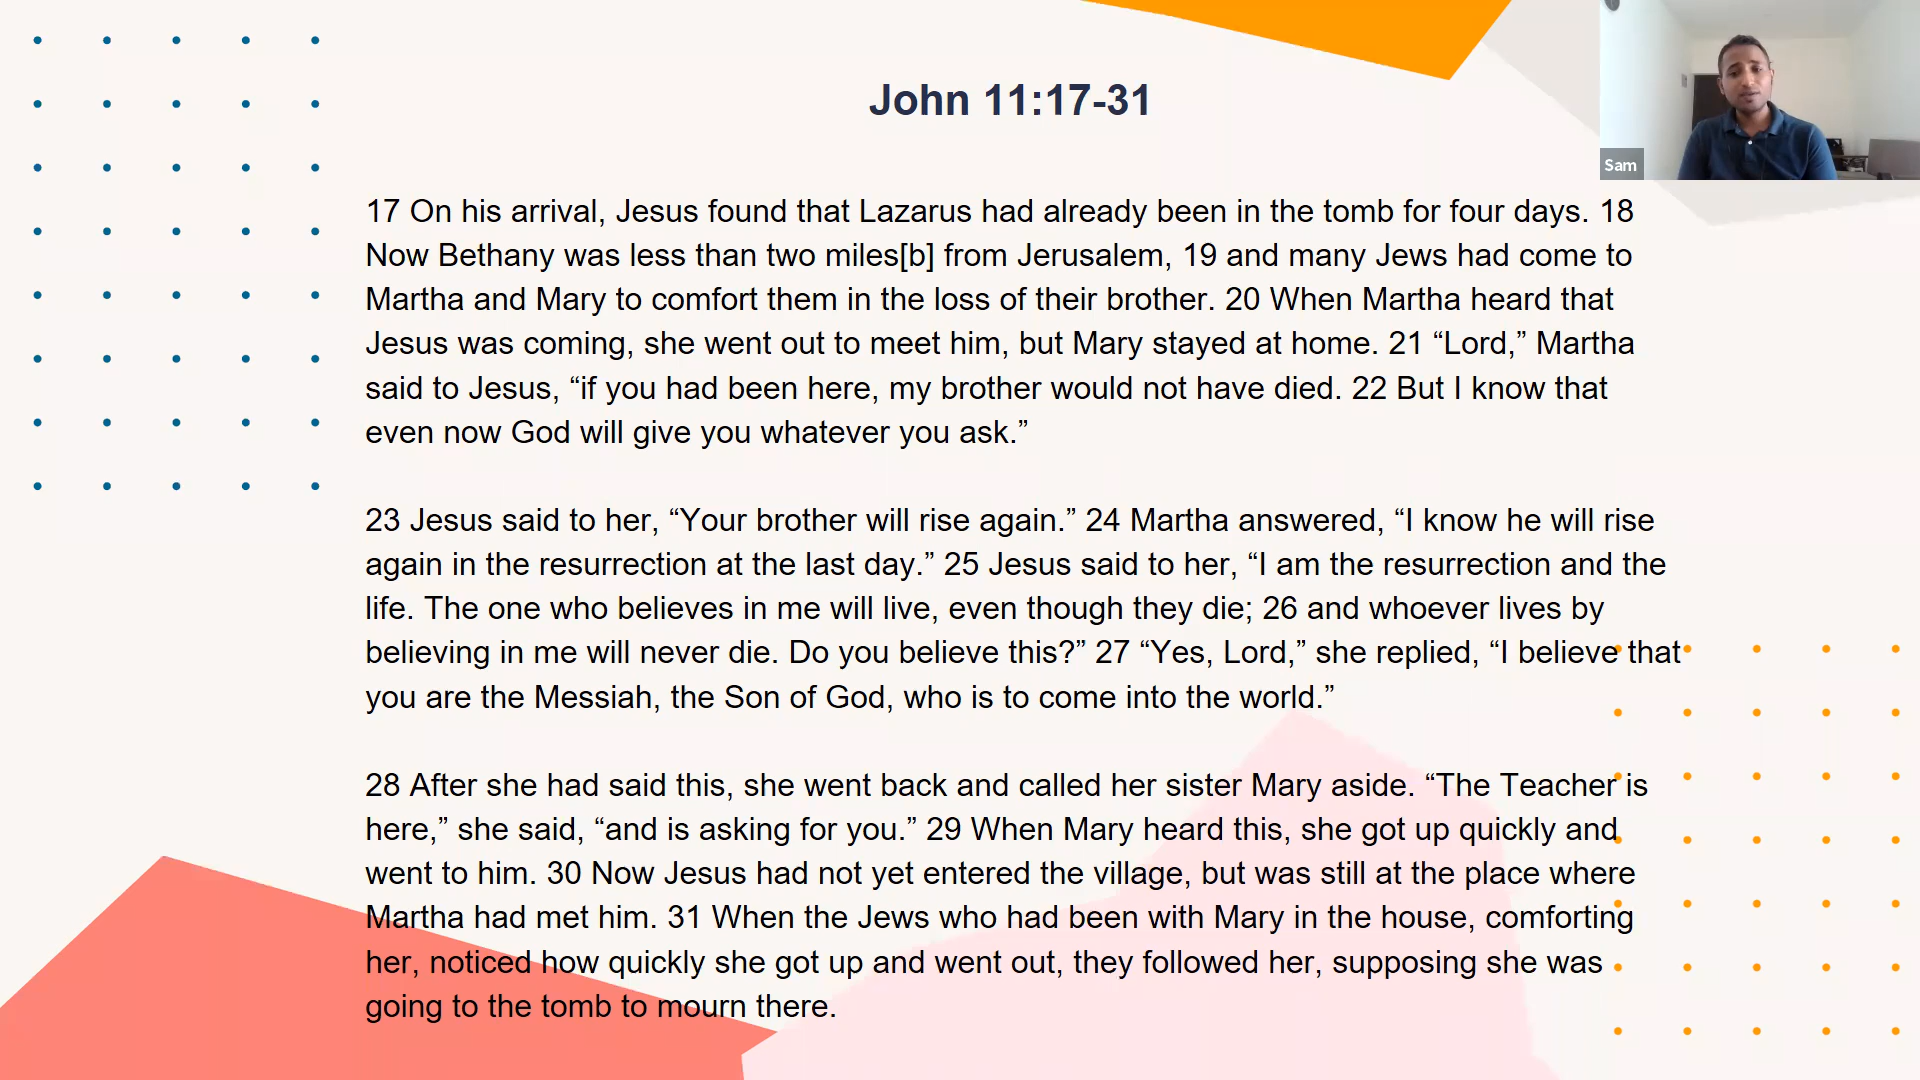 John 11:17-31
Sam
17 On his arrival, Jesus found that Lazarus had already been in the tomb for four days. 18
Now Bethany was less than two miles[b] from Jerusalem, 19 and many Jews had come to
Martha and Mary to comfort them in the loss of their brother. 20 When Martha heard that
Jesus was coming, she went out to meet him, but Mary stayed at home. 21 “Lord,” Martha
said to Jesus, “if you had been here, my brother would not have died. 22 But I know that
even now God will give you whatever you ask.”
23 Jesus said to her, “Your brother will rise again.” 24 Martha answered, “I know he will rise
again in the resurrection at the last day.” 25 Jesus said to her, “I am the resurrection and the
life. The one who believes in me will live, even though they die; 26 and whoever lives by
believing in me will never die. Do you believe this?” 27 “Yes, Lord,” she replied, “I believe that
you are the Messiah, the Son of God, who is to come into the world.”
28 After she had said this, she went back and called her sister Mary aside. “The Teacher is
here,” she said, “and is asking for you.” 29 When Mary heard this, she got up quickly and
went to him. 30 Now Jesus had not yet entered the village, but was still at the place where
Martha had met him. 31 When the Jews who had been with Mary in the house, comforting
her, noticed how quickly she got up and went out, they followed her, supposing she was
going to the tomb to mourn there.